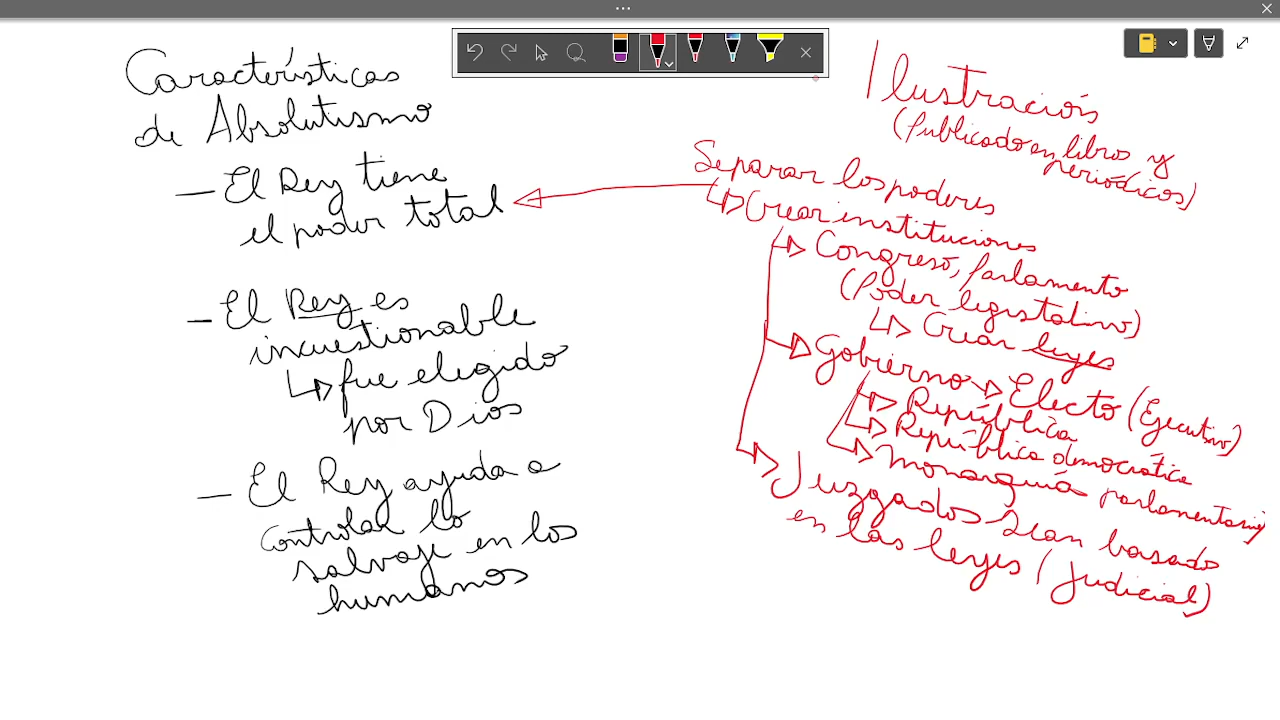 Características
de Absolutismo
- El Rey tiene
el poder total
- El Rey es
incuestionable
↳ fue elegido
por Dios
- El Rey ayuda a
controlar lo
salvaje en los
humanos
Ilustración
(Publicado en libros y
periódicos)
Separar los poderes
↳ Crear instituciones
→ Congreso, parlamento
(Poder legislativo)
↳ Crear leyes
→ Gobierno → Electo (Ejecutivo)
→ República
→ República democrática
→ Monarquía parlamentaria
→ Juzgados sean basado
en las leyes (judicial)